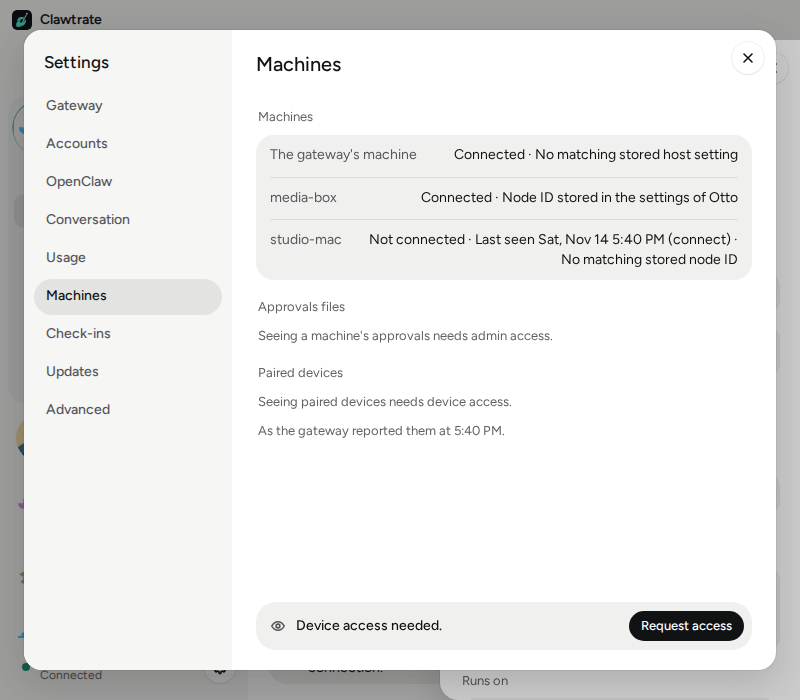 Clawtrate
Settings
Gateway
Accounts
OpenClaw
Conversation
Usage
Machines
Check-ins
Updates
Advanced
Machines
Machines
The gateway's machine Connected · No matching stored host setting
media-box Connected · Node ID stored in the settings of Otto
studio-mac Not connected · Last seen Sat, Nov 14 5:40 PM (connect) ·
No matching stored node ID
Approvals files
Seeing a machine's approvals needs admin access.
Paired devices
Seeing paired devices needs device access.
As the gateway reported them at 5:40 PM.
Device access needed. Request access
Connected
connection.
Runs on